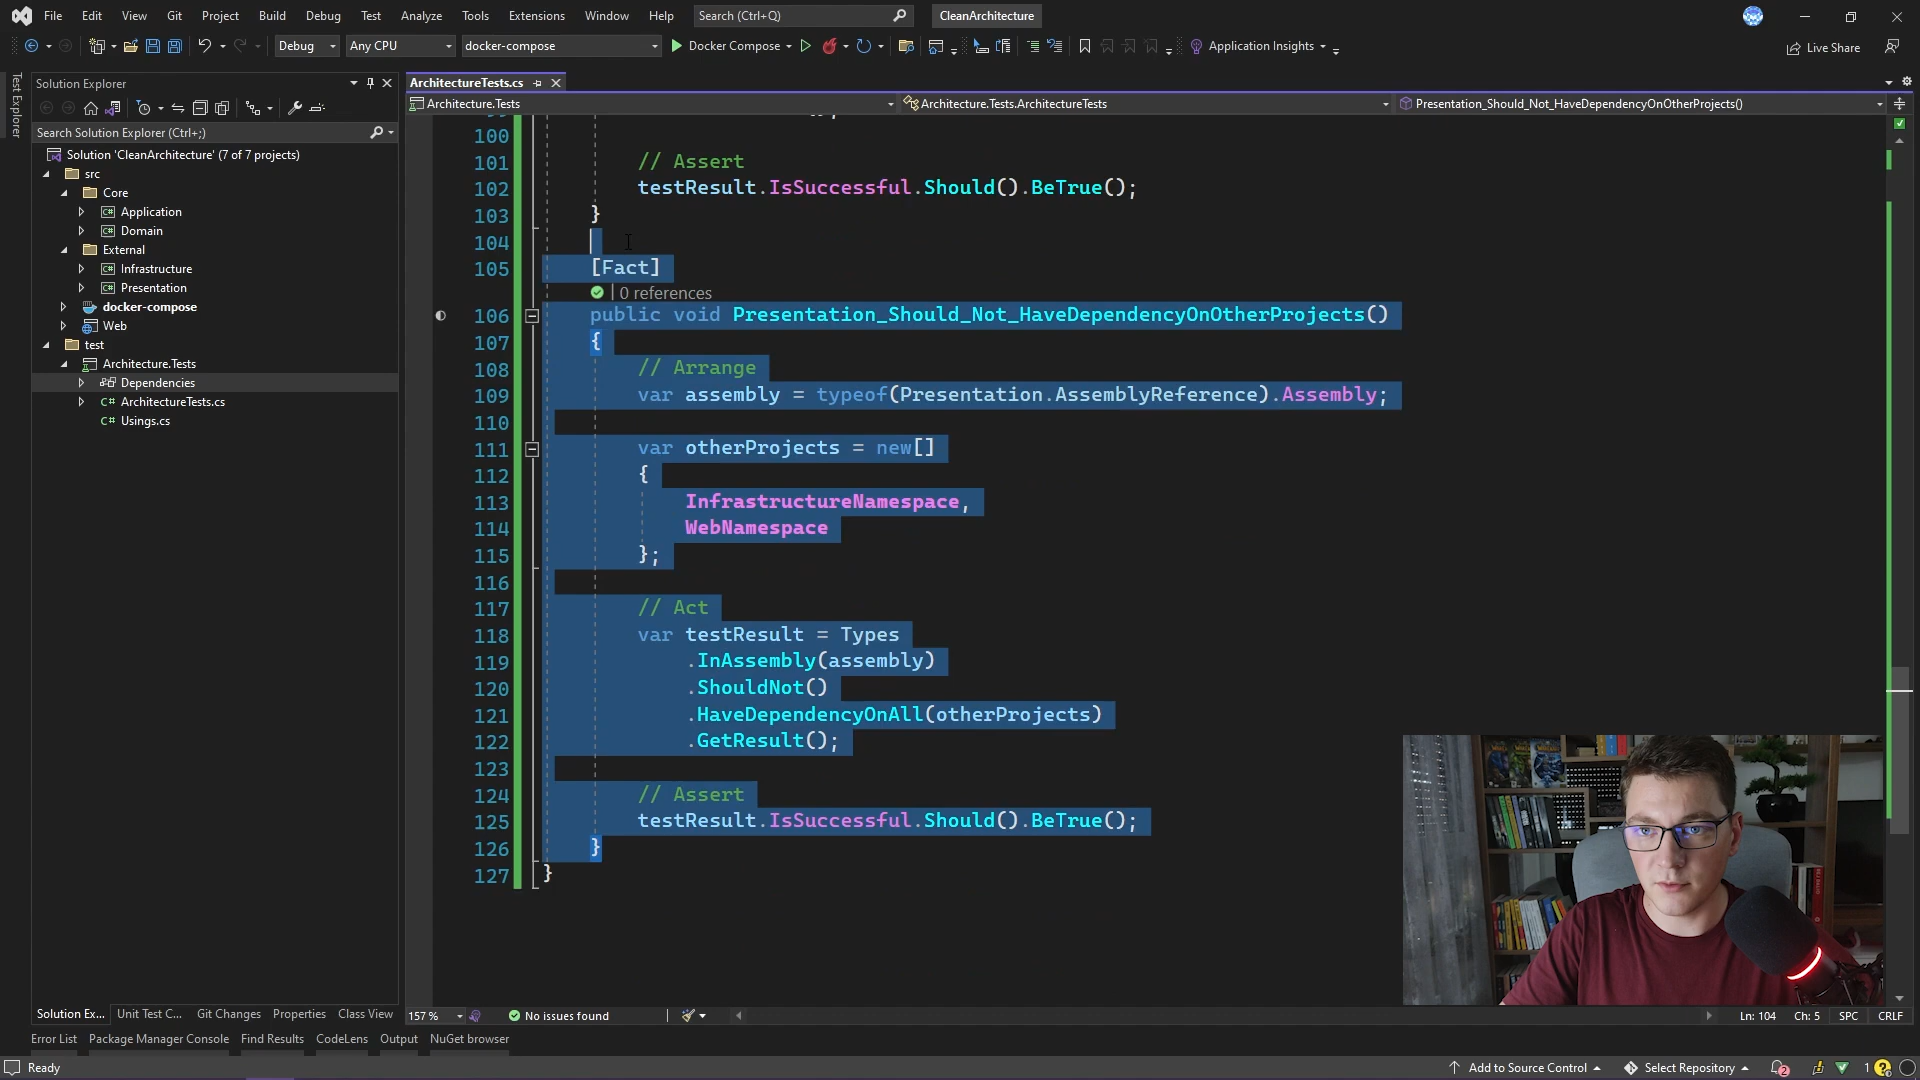 File Edit View Git Project Build Debug Test Analyze Tools Extensions Window Help Search (Ctrl+Q) CleanArchitecture
Debug Any CPU docker-compose Docker Compose Application Insights Live Share
Test Explorer
Solution Explorer
Search Solution Explorer (Ctrl+;)
Solution 'CleanArchitecture' (7 of 7 projects)
src
Core
Application
Domain
External
Infrastructure
Presentation
docker-compose
Web
test
Architecture.Tests
Dependencies
ArchitectureTests.cs
Usings.cs
Solution Ex... Unit Test C... Git Changes Properties Class View
ArchitectureTests.cs
Architecture.Tests Architecture.Tests.ArchitectureTests Presentation_Should_Not_HaveDependencyOnOtherProjects()
100
101 // Assert
102 testResult.IsSuccessful.Should().BeTrue();
103 }
104
105 [Fact]
0 references
106 public void Presentation_Should_Not_HaveDependencyOnOtherProjects()
107 {
108 // Arrange
109 var assembly = typeof(Presentation.AssemblyReference).Assembly;
110
111 var otherProjects = new[]
112 {
113 InfrastructureNamespace,
114 WebNamespace
115 };
116
117 // Act
118 var testResult = Types
119 .InAssembly(assembly)
120 .ShouldNot()
121 .HaveDependencyOnAll(otherProjects)
122 .GetResult();
123
124 // Assert
125 testResult.IsSuccessful.Should().BeTrue();
126 }
127 }
157 % No issues found Ln: 104 Ch: 5 SPC CRLF
Error List Package Manager Console Find Results CodeLens Output NuGet browser
Ready Add to Source Control Select Repository 2 1